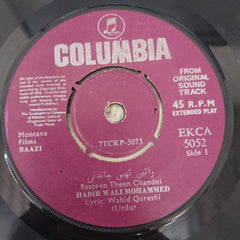 COLUMBIA
FROM
ORIGINAL
SOUND
TRACK
7TCKP-5073
45 R.P.M
EXTENDED PLAY
Montana
Films
BAAZI
EKCA
5052
Side 1
راتیں تھیں چاندنی
Raateen Theen Chandni
HABIB WALI MOHAMMED
Lyric: Wahid Qureshi
(Urdu)